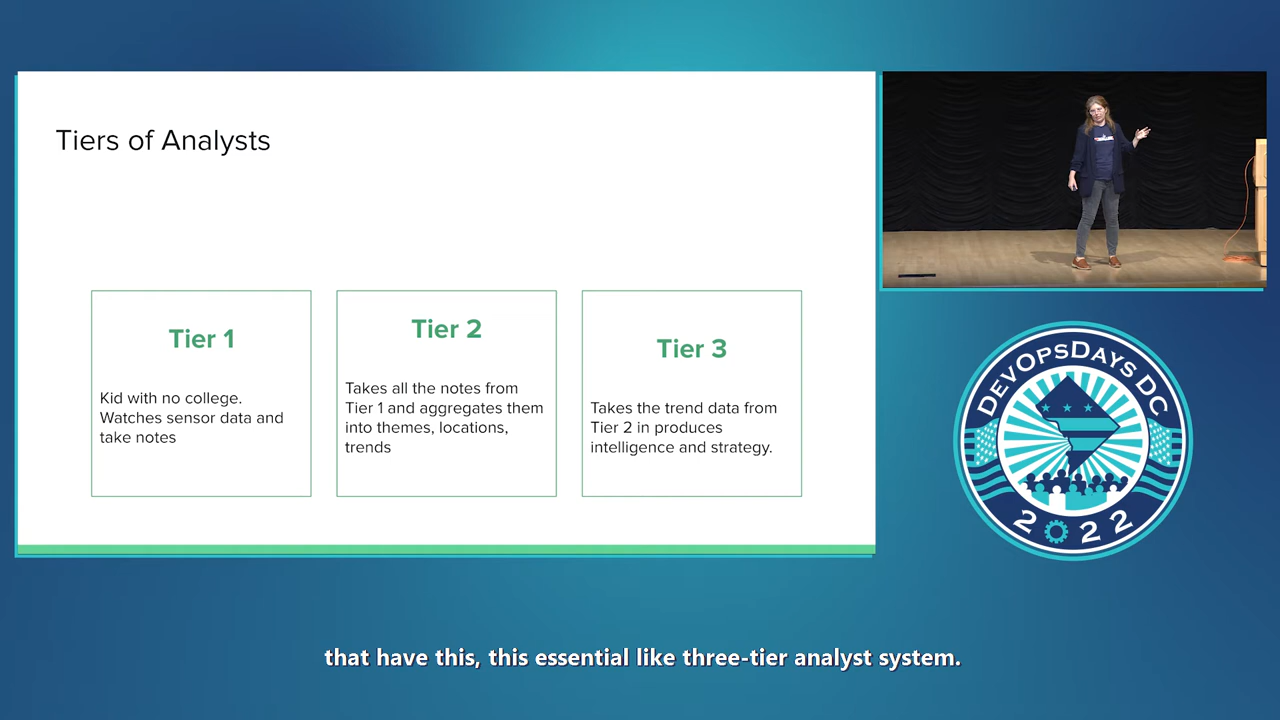 Tiers of Analysts
Tier 1
Kid with no college.
Watches sensor data and
take notes
Tier 2
Takes all the notes from
Tier 1 and aggregates them
into themes, locations,
trends
Tier 3
Takes the trend data from
Tier 2 in produces
intelligence and strategy.
DEVOPSDAYS DC
2022
that have this, this essential like three-tier analyst system.